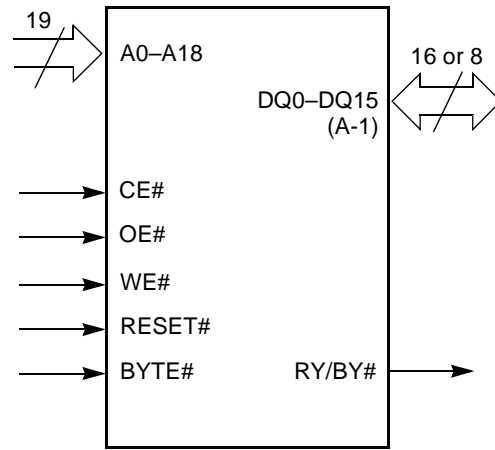 19
A0–A18
16 or 8
DQ0–DQ15
(A-1)
CE#
OE#
WE#
RESET#
BYTE#
RY/BY#